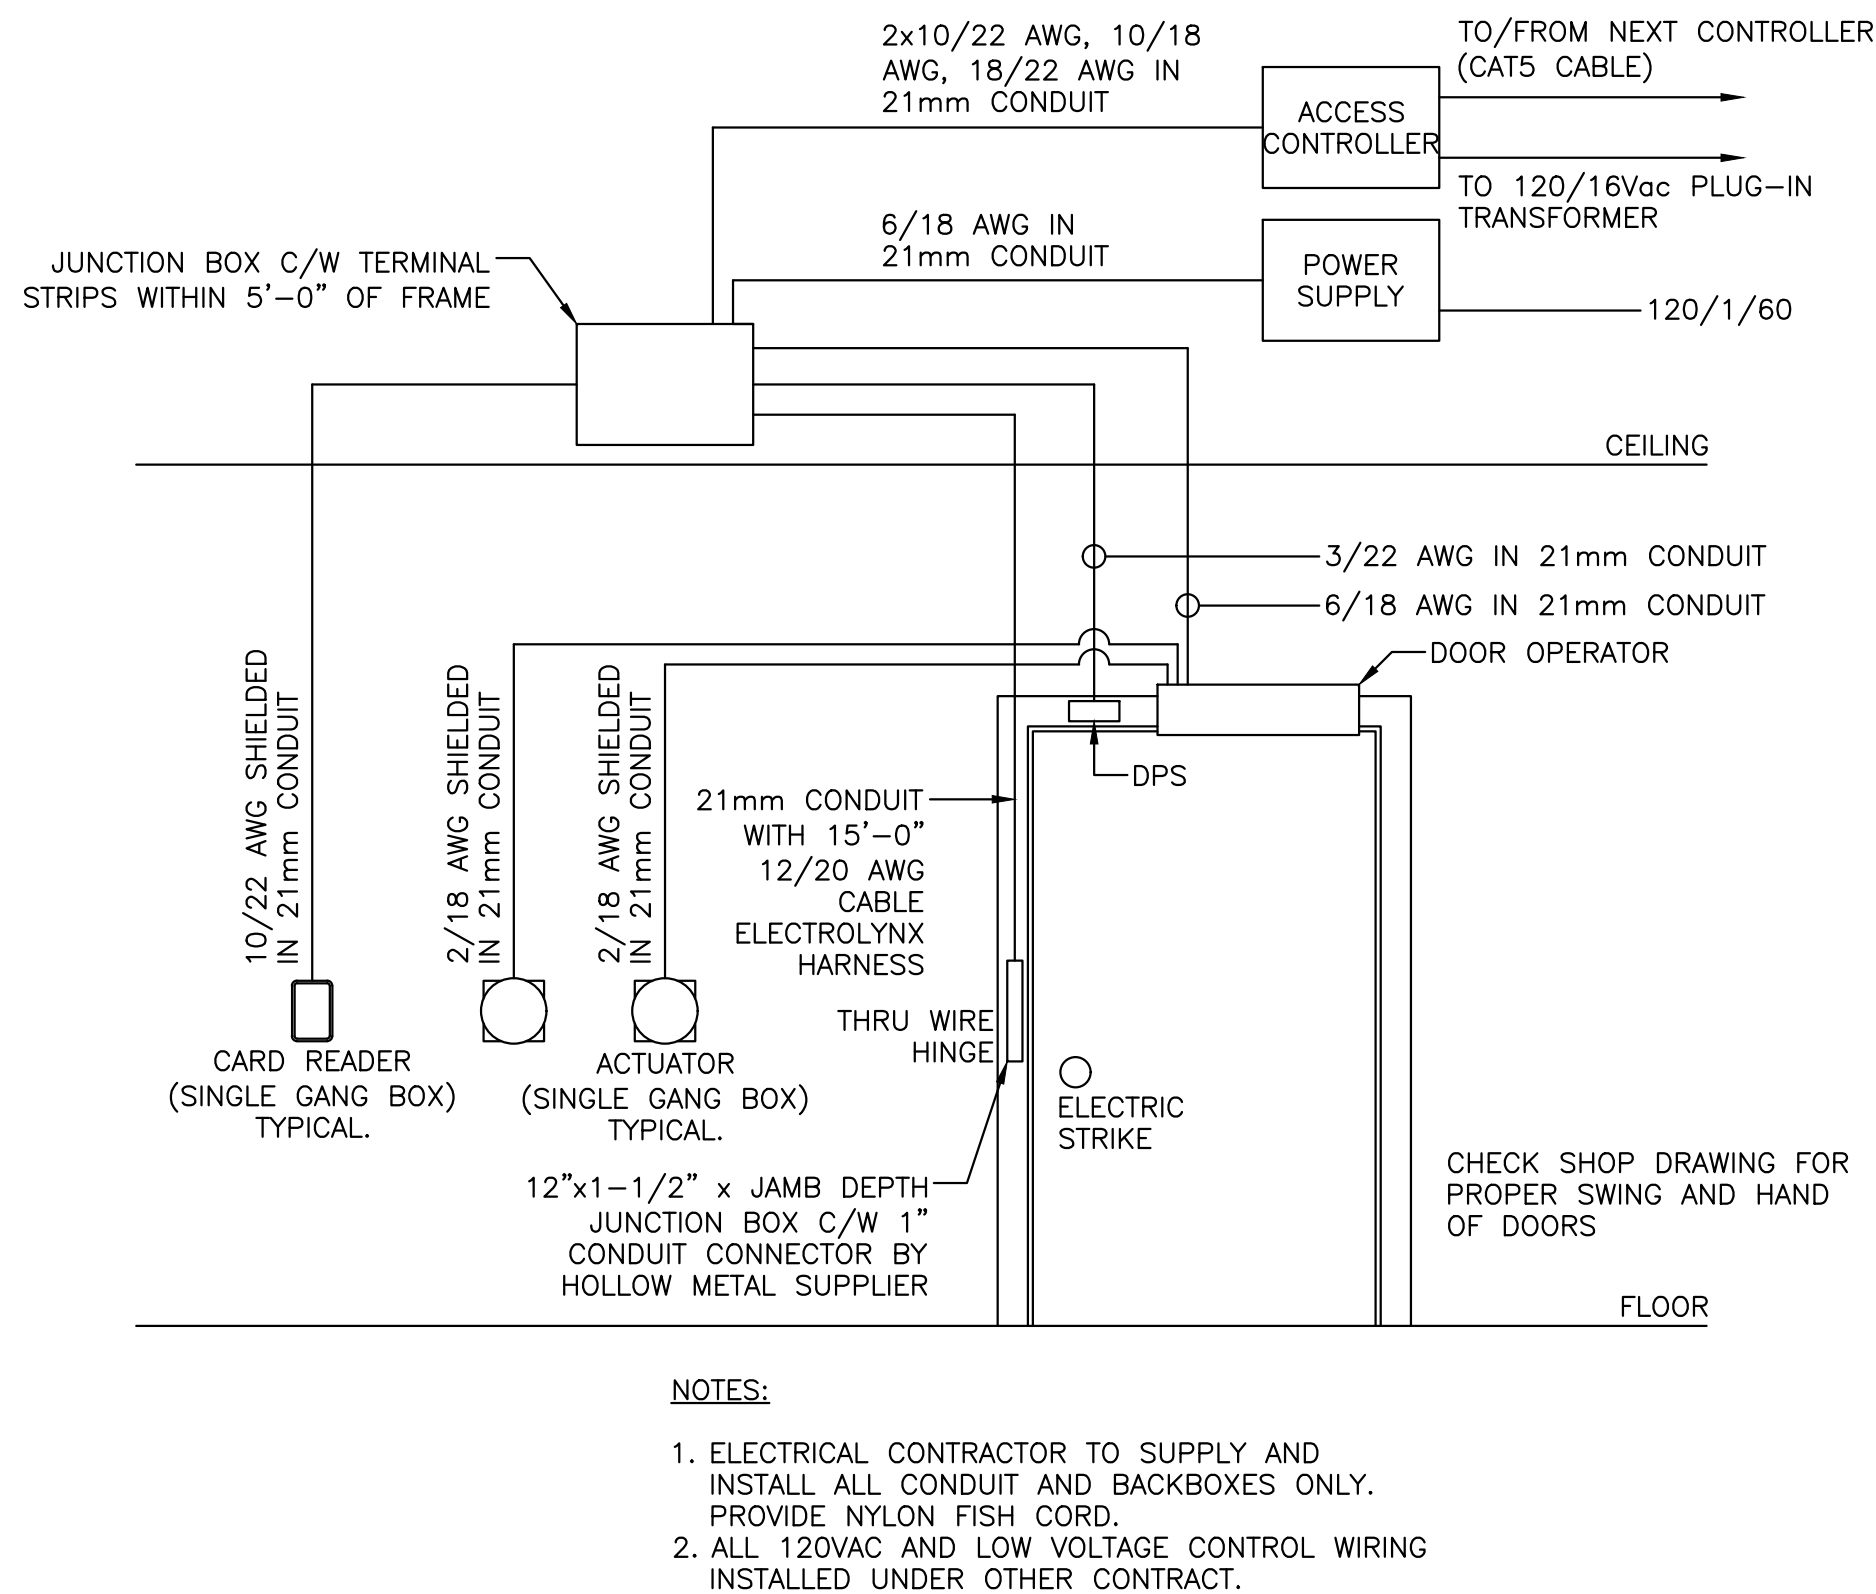 2x10/22 AWG, 10/18
AWG, 18/22 AWG IN
21mm CONDUIT
TO/FROM NEXT CONTROLLER
(CAT5 CABLE)
ACCESS
CONTROLLER
TO 120/16Vac PLUG-IN
TRANSFORMER
6/18 AWG IN
21mm CONDUIT
POWER
SUPPLY
120/1/60
JUNCTION BOX C/W TERMINAL
STRIPS WITHIN 5'-0" OF FRAME
CEILING
3/22 AWG IN 21mm CONDUIT
6/18 AWG IN 21mm CONDUIT
DOOR OPERATOR
DPS
10/22 AWG SHIELDED
IN 21mm CONDUIT
2/18 AWG SHIELDED
IN 21mm CONDUIT
2/18 AWG SHIELDED
IN 21mm CONDUIT
21mm CONDUIT
WITH 15'-0"
12/20 AWG
CABLE
ELECTROLYNX
HARNESS
THRU WIRE
HINGE
CARD READER
(SINGLE GANG BOX)
TYPICAL.
ACTUATOR
(SINGLE GANG BOX)
TYPICAL.
ELECTRIC
STRIKE
12"x1-1/2" x JAMB DEPTH
JUNCTION BOX C/W 1"
CONDUIT CONNECTOR BY
HOLLOW METAL SUPPLIER
CHECK SHOP DRAWING FOR
PROPER SWING AND HAND
OF DOORS
FLOOR
NOTES:
1. ELECTRICAL CONTRACTOR TO SUPPLY AND
INSTALL ALL CONDUIT AND BACKBOXES ONLY.
PROVIDE NYLON FISH CORD.
2. ALL 120VAC AND LOW VOLTAGE CONTROL WIRING
INSTALLED UNDER OTHER CONTRACT.